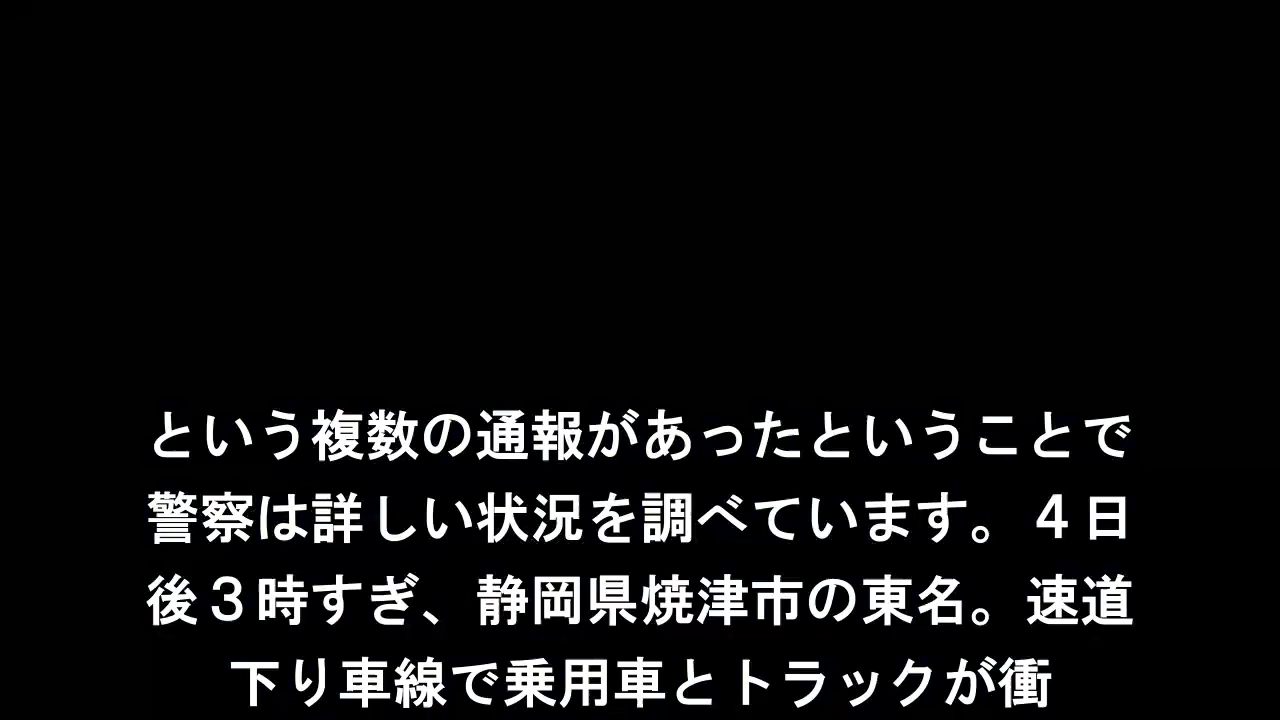 という複数の通報があったということで
警察は詳しい状況を調べています。４日
後３時すぎ、静岡県焼津市の東名。速道
下り車線で乗用車とトラックが衝